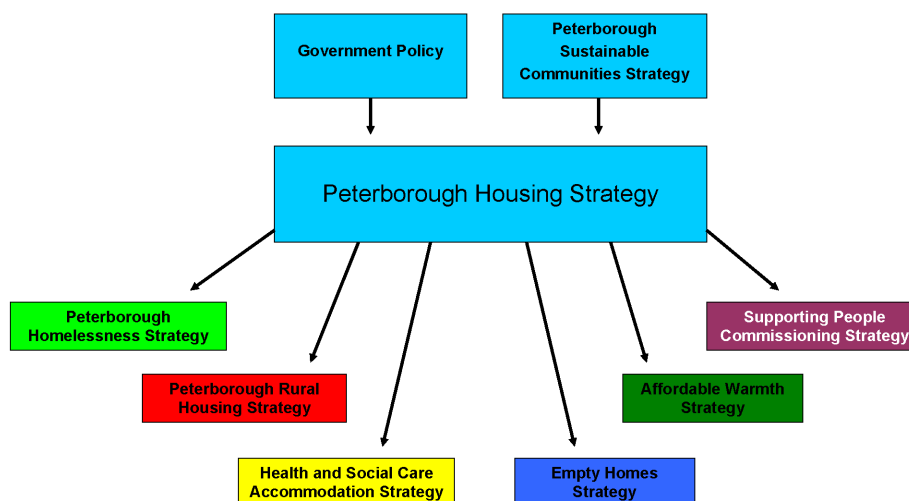 Government Policy
Peterborough
Sustainable
Communities Strategy
Peterborough Housing Strategy
Peterborough
Homelessness Strategy
Supporting People
Commissioning Strategy
Peterborough Rural
Housing Strategy
Affordable Warmth
Strategy
Health and Social Care
Accommodation Strategy
Empty Homes
Strategy